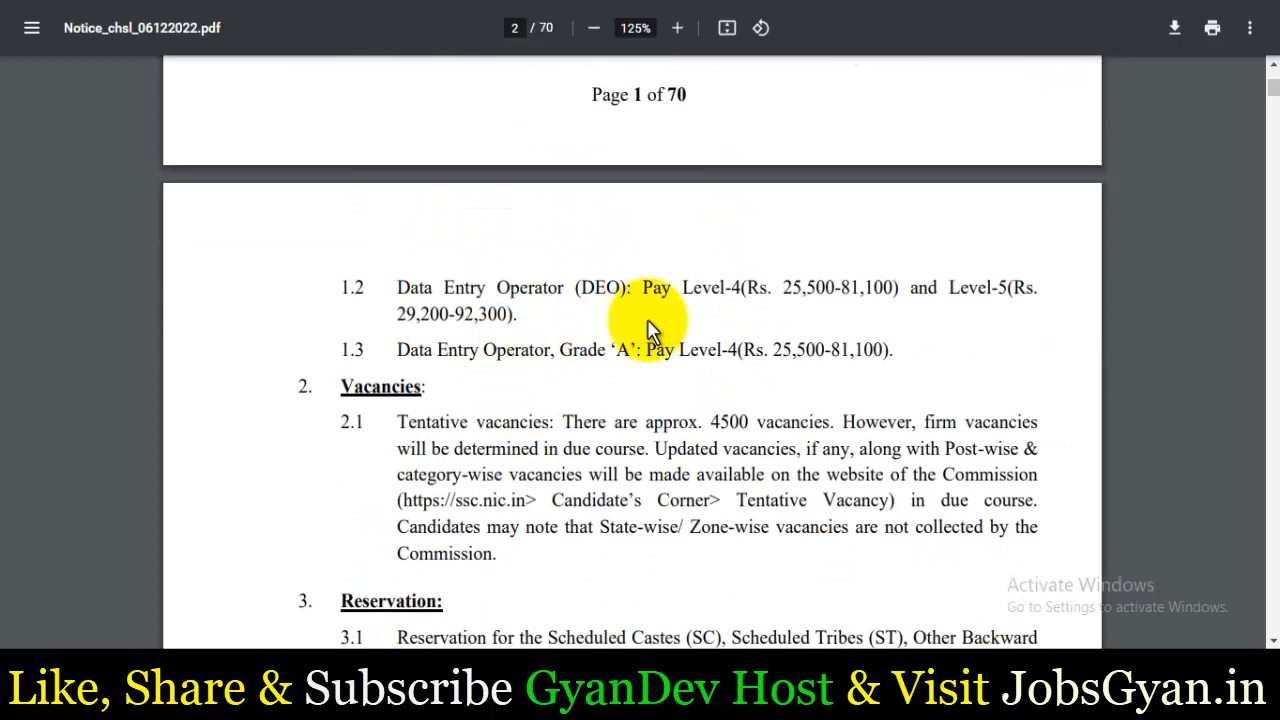 Notice_chsl_06122022.pdf
2 / 70
125%
Page 1 of 70
1.2 Data Entry Operator (DEO): Pay Level-4(Rs. 25,500-81,100) and Level-5(Rs.
29,200-92,300).
1.3 Data Entry Operator, Grade ‘A’: Pay Level-4(Rs. 25,500-81,100).
2. Vacancies:
2.1 Tentative vacancies: There are approx. 4500 vacancies. However, firm vacancies
will be determined in due course. Updated vacancies, if any, along with Post-wise &
category-wise vacancies will be made available on the website of the Commission
(https://ssc.nic.in> Candidate’s Corner> Tentative Vacancy) in due course.
Candidates may note that State-wise/ Zone-wise vacancies are not collected by the
Commission.
Activate Windows
Go to Settings to activate Windows.
3. Reservation:
3.1 Reservation for the Scheduled Castes (SC), Scheduled Tribes (ST), Other Backward
Like, Share & Subscribe GyanDev Host & Visit JobsGyan.in